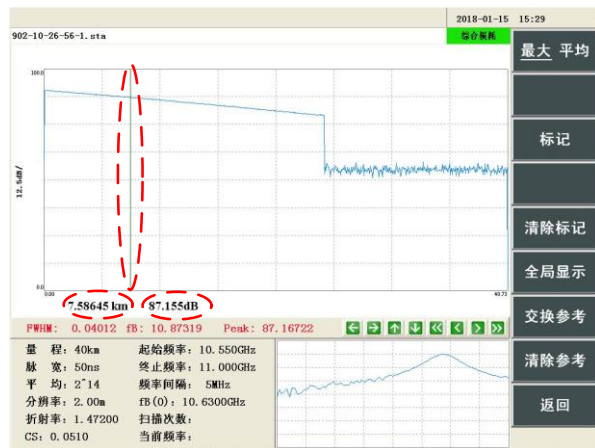 2018-01-15 15:29
902-10-26-56-1.sta
综合损耗
最大 平均
标记
清除标记
全局显示
交换参考
清除参考
返回
100.0
12.5dB/
0.0
0.00
40.73
7.58645 km 87.155dB
FWHM: 0.04012 fB: 10.87319 Peak: 87.16722
量 程: 40km 起始频率: 10.550GHz
脉 宽: 50ns 终止频率: 11.000GHz
平 均: 2^14 频率间隔: 5MHz
分辨率: 2.00m fB(0): 10.6300GHz
折射率: 1.47200 扫描次数:
CS: 0.0510 当前频率: